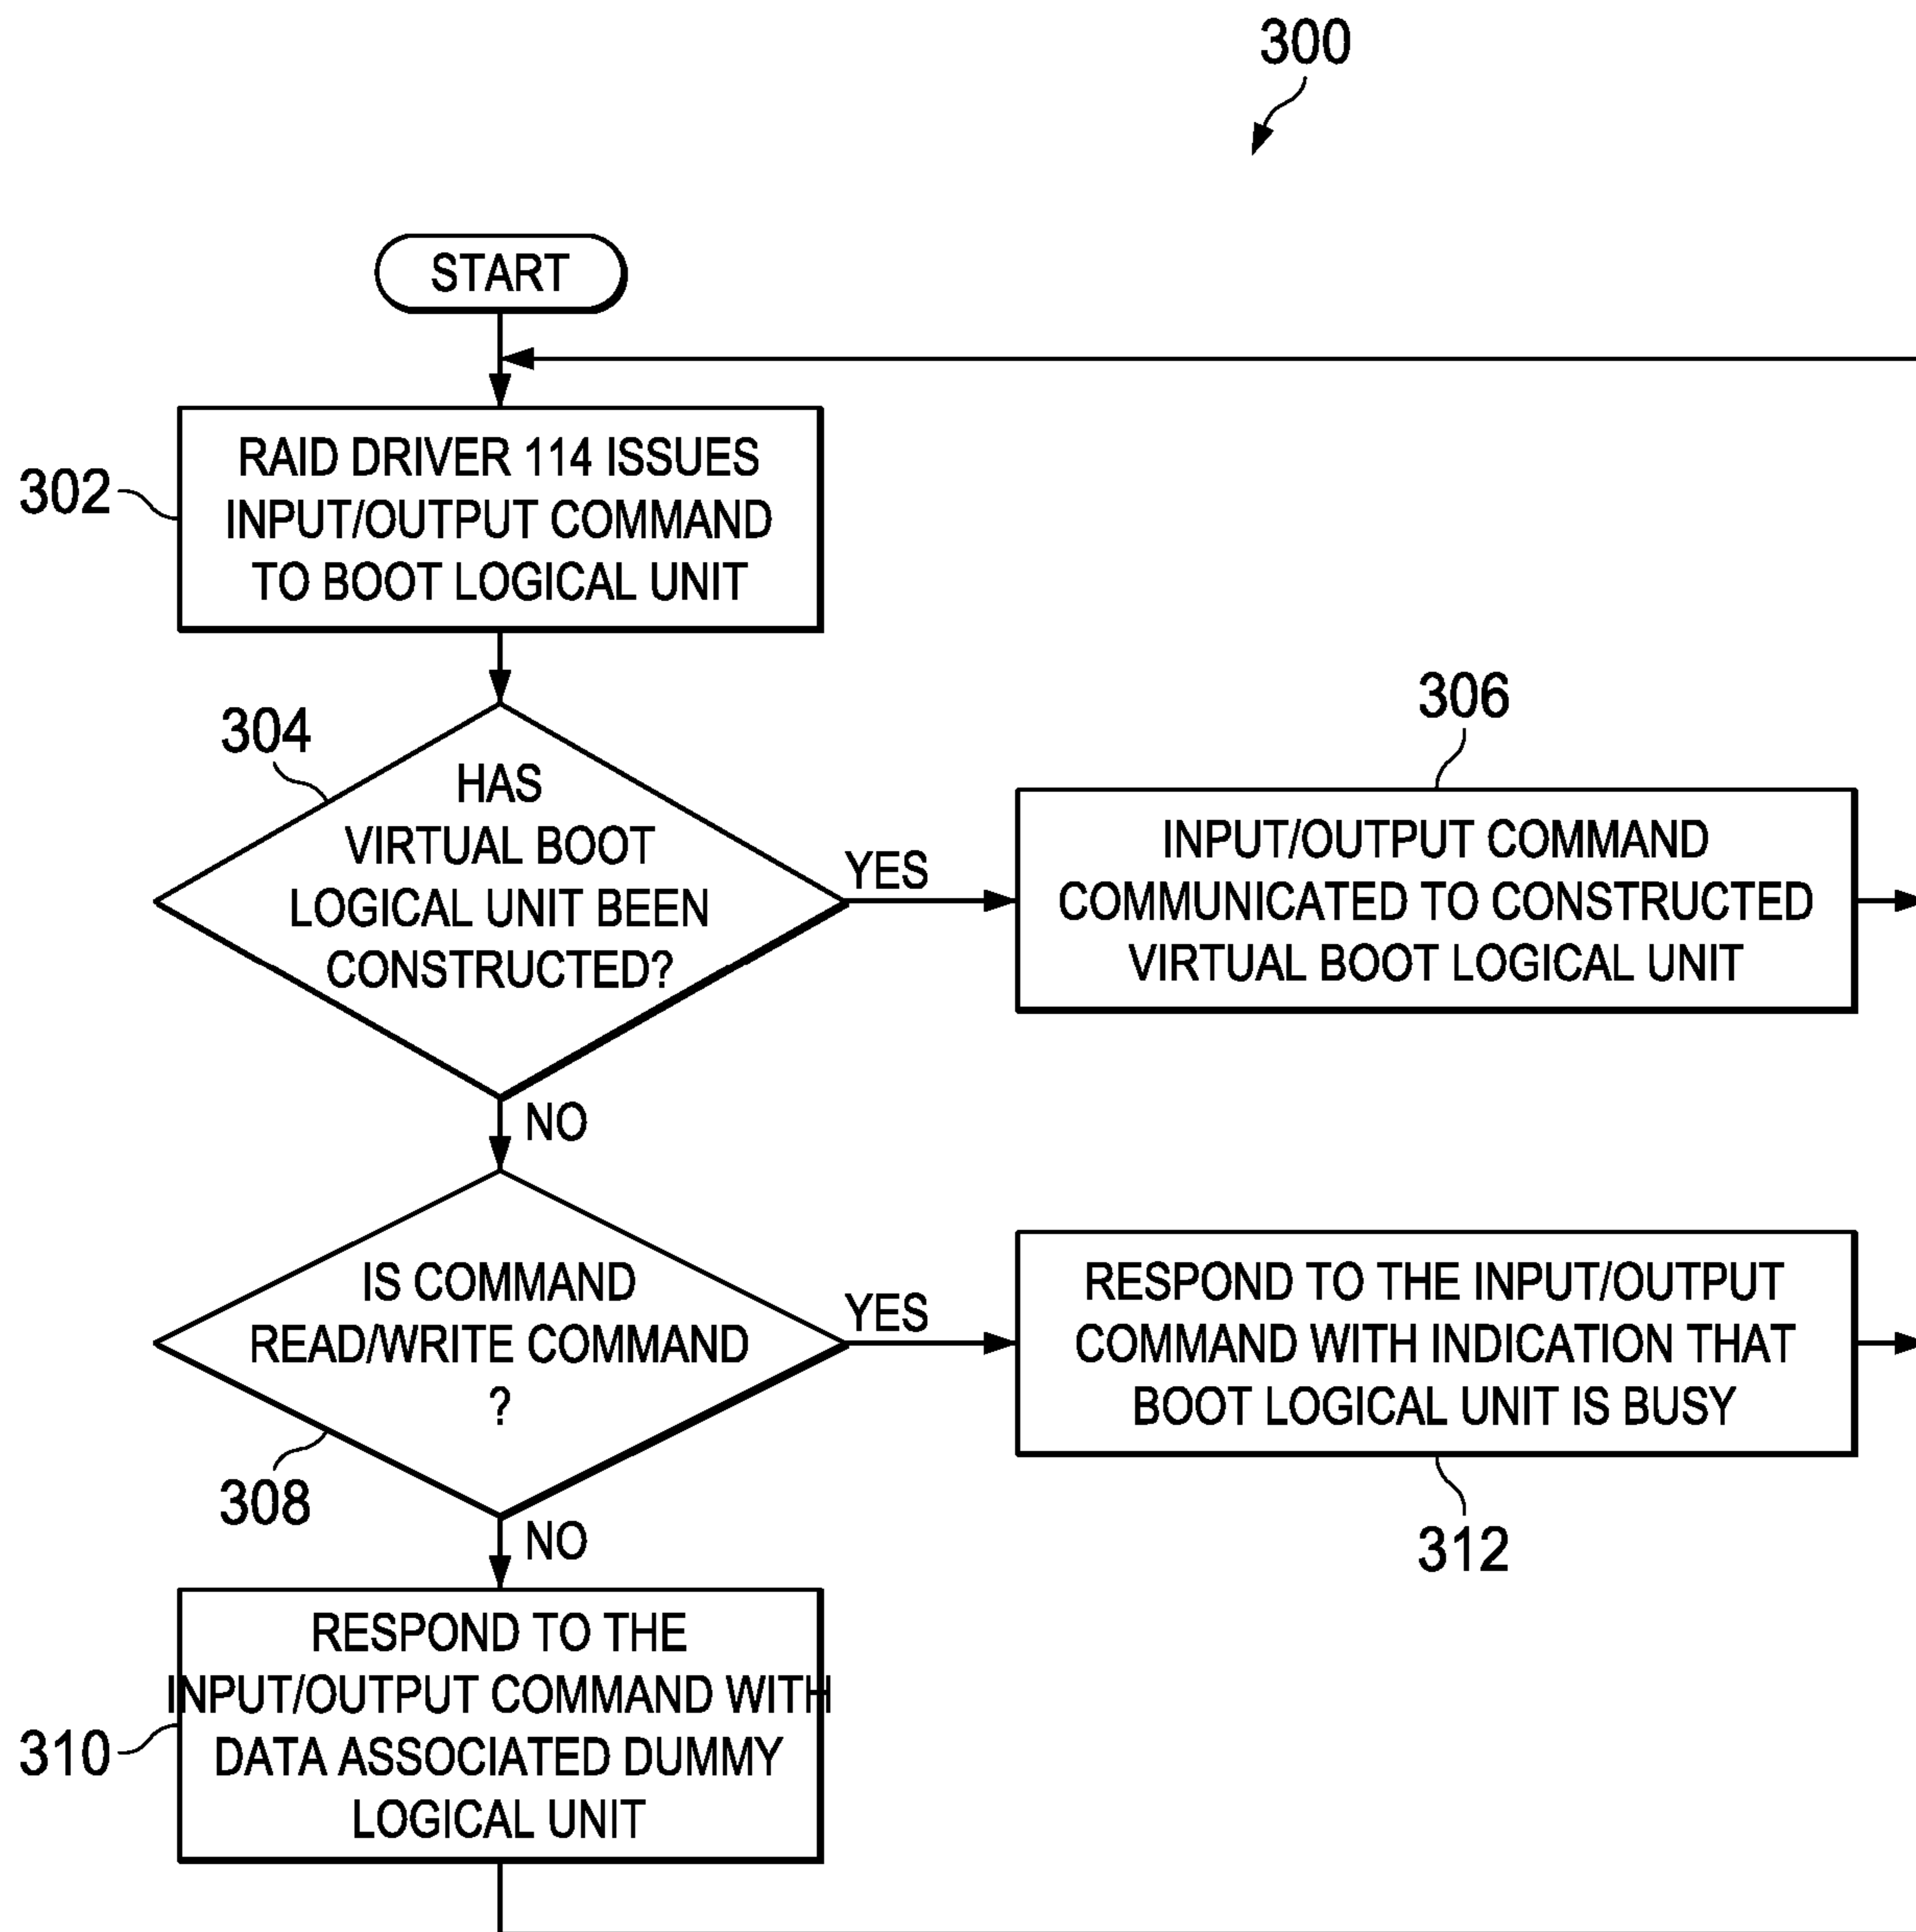 300
START
302
RAID DRIVER 114 ISSUES
INPUT/OUTPUT COMMAND
TO BOOT LOGICAL UNIT
304
HAS
VIRTUAL BOOT
LOGICAL UNIT BEEN
CONSTRUCTED?
YES
306
INPUT/OUTPUT COMMAND
COMMUNICATED TO CONSTRUCTED
VIRTUAL BOOT LOGICAL UNIT
NO
IS COMMAND
READ/WRITE COMMAND
?
308
YES
RESPOND TO THE INPUT/OUTPUT
COMMAND WITH INDICATION THAT
BOOT LOGICAL UNIT IS BUSY
312
NO
RESPOND TO THE
INPUT/OUTPUT COMMAND WITH
DATA ASSOCIATED DUMMY
LOGICAL UNIT
310